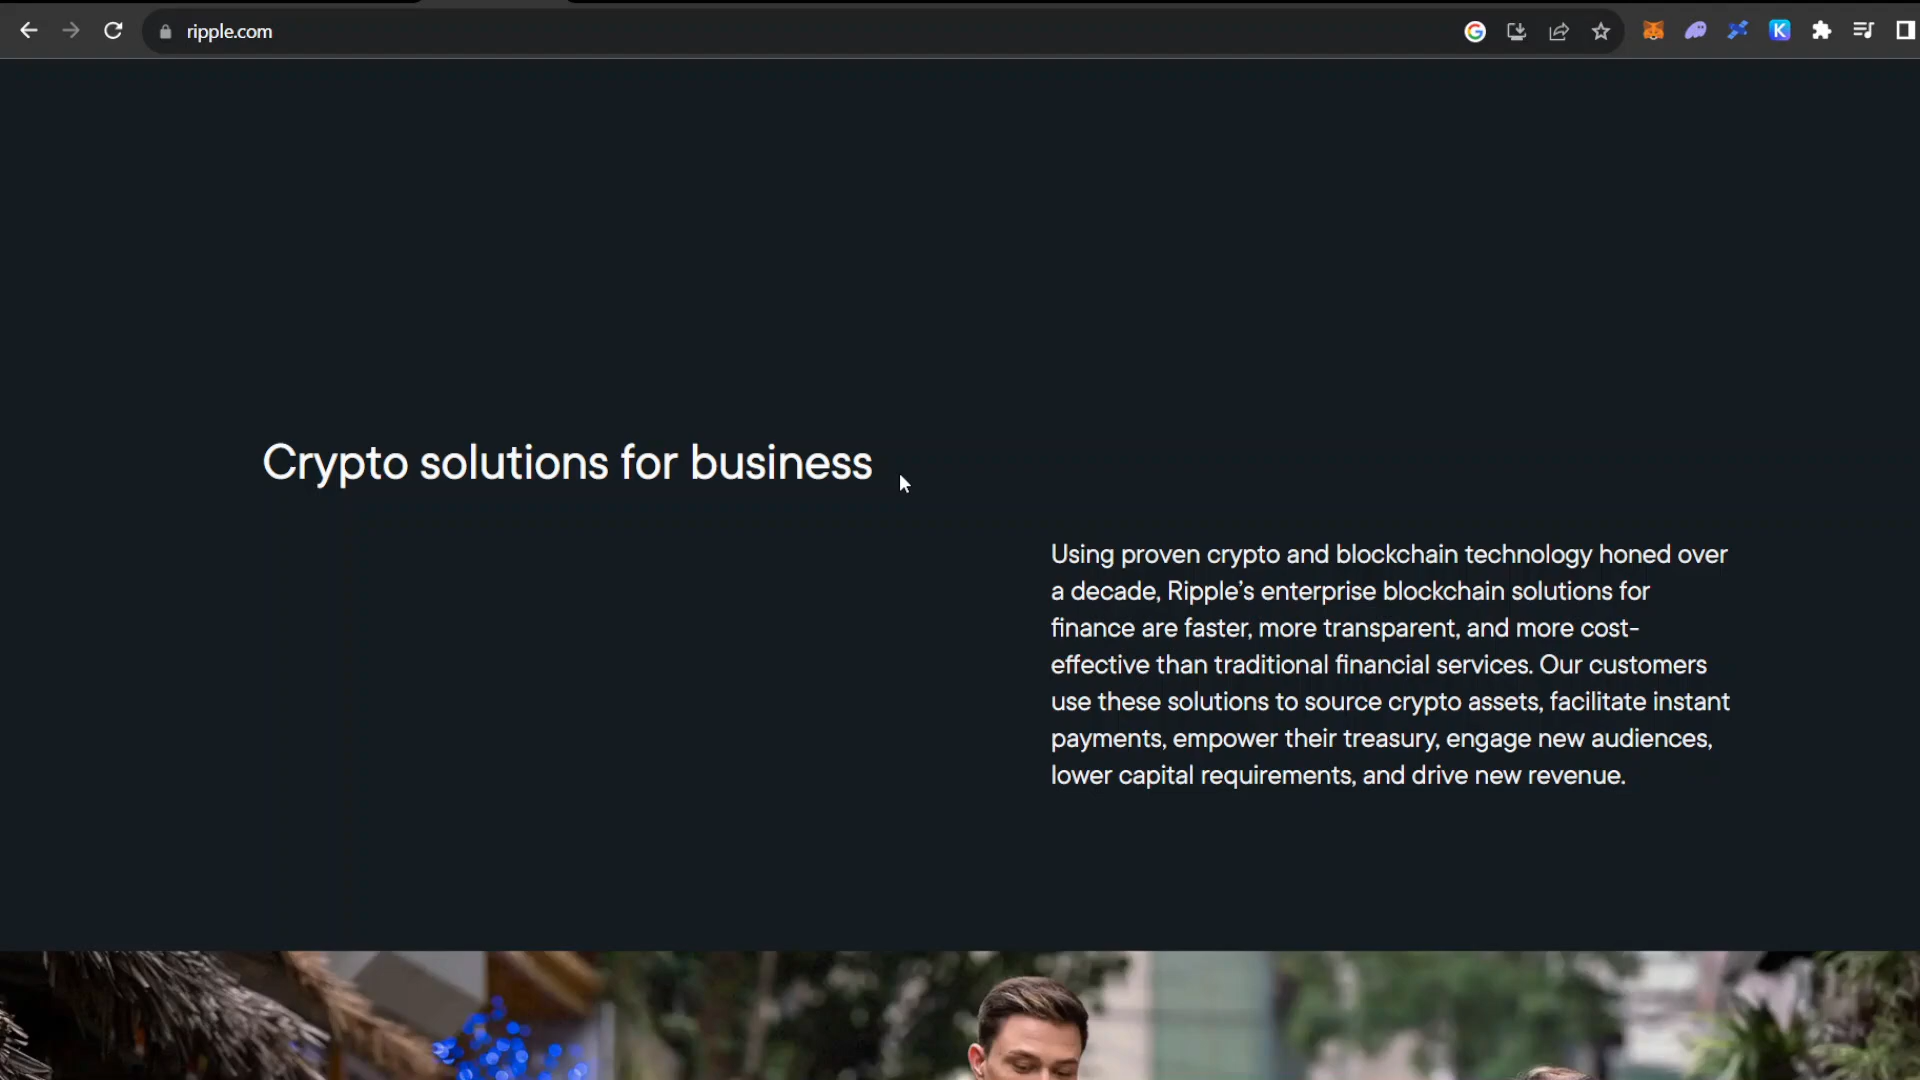 ripple.com
Crypto solutions for business
Using proven crypto and blockchain technology honed over
a decade, Ripple’s enterprise blockchain solutions for
finance are faster, more transparent, and more cost-
effective than traditional financial services. Our customers
use these solutions to source crypto assets, facilitate instant
payments, empower their treasury, engage new audiences,
lower capital requirements, and drive new revenue.